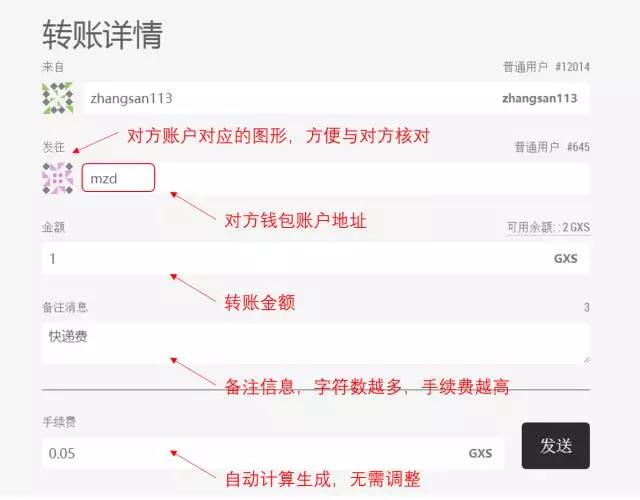 转账详情
来自
普通用户 #12014
zhangsan113
zhangsan113
对方账户对应的图形，方便与对方核对
发往
普通用户 #645
mzd
对方钱包账户地址
金额
可用余额: : 2 GXS
1
GXS
转账金额
备注消息
3
快递费
备注信息，字符数越多，手续费越高
手续费
0.05
GXS
发送
自动计算生成，无需调整